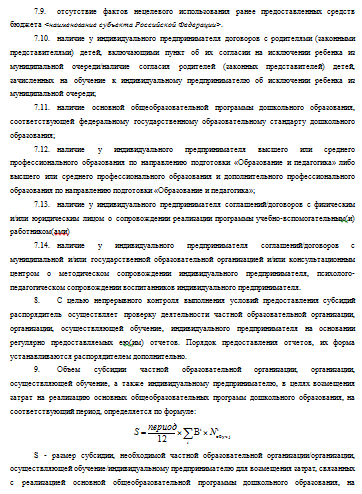 7.9. отсутствие фактов нецелевого использования ранее предоставленных средств
бюджета <наименование субъекта Российской Федерации>.
7.10. наличие у индивидуального предпринимателя договоров с родителями (законными
представителями) детей, включающими пункт об их согласии на исключении ребенка из
муниципальной очереди/наличие согласия родителей (законных представителей) детей,
зачисленных на обучение к индивидуальному предпринимателю об исключении ребенка из
муниципальной очереди;
7.11. наличие основной общеобразовательной программы дошкольного образования,
соответствующей федеральному государственному образовательному стандарту дошкольного
образования;
7.12. наличие у индивидуального предпринимателя высшего или среднего
профессионального образования по направлению подготовки «Образование и педагогика» либо
высшего или среднего профессионального образования и дополнительного профессионального
образования по направлению подготовки «Образование и педагогика»;
7.13. наличие у индивидуального предпринимателя соглашений/договоров с физическим
и/или юридическим лицом о сопровождении реализации программы учебно-вспомогательным(и)
работником(ами)
7.14. наличие у индивидуального предпринимателя соглашений/договоров с
муниципальной и/или государственной образовательной организацией и/или консультационным
центром о методическом сопровождении индивидуального предпринимателя, психолого-
педагогическом сопровождении воспитанников индивидуального предпринимателя.
8. С целью непрерывного контроля выполнения условий предоставления субсидий
распорядитель осуществляет проверку деятельности частной образовательной организации,
организации, осуществляющей обучение, индивидуального предпринимателя на основании
регулярно предоставляемых ею(им) отчетов. Порядок предоставления отчетов, их форма
устанавливаются распорядителем дополнительно.
9. Объем субсидии частной образовательной организации, организации,
осуществляющей обучение, а также индивидуальному предпринимателю, в целях возмещения
затрат на реализацию основных общеобразовательных программ дошкольного образования, на
соответствующий период, определяется по формуле:
S = период/12 × ∑ В^i × N^i
S - размер субсидии, необходимой частной образовательной организации/организации,
осуществляющей обучение/индивидуальному предпринимателю для возмещения затрат, связанных
с реализацией основной общеобразовательной программы дошкольного образования, на